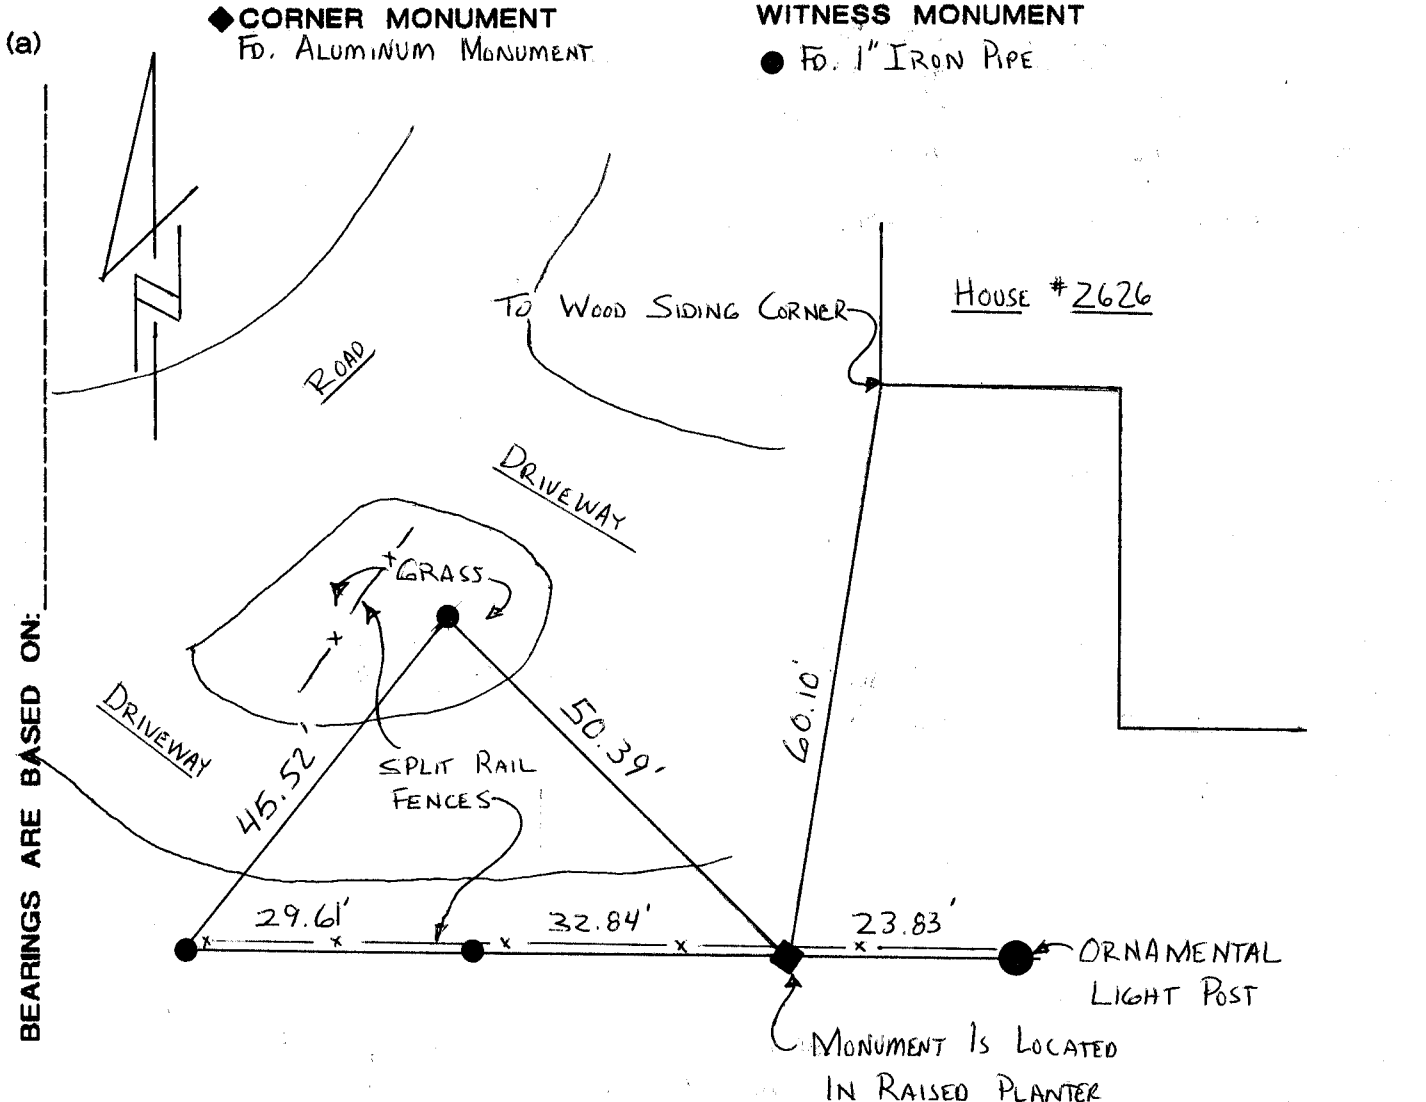 (a)
◆ CORNER MONUMENT
FD. ALUMINUM MONUMENT
WITNESS MONUMENT
● FD. 1" IRON PIPE
N
TO WOOD SIDING CORNER
HOUSE #2626
ROAD
DRIVEWAY
GRASS
DRIVEWAY
SPLIT RAIL
FENCES
45.52'
50.39'
60.10'
29.61'
32.84'
23.83'
ORNAMENTAL
LIGHT POST
MONUMENT IS LOCATED
IN RAISED PLANTER
BEARINGS ARE BASED ON: